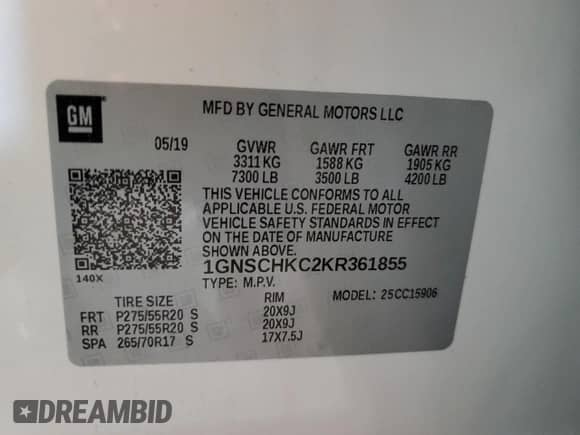 GM
MFD BY GENERAL MOTORS LLC
05/19 GVWR GAWR FRT GAWR RR
3311 KG 1588 KG 1905 KG
7300 LB 3500 LB 4200 LB
THIS VEHICLE CONFORMS TO ALL
APPLICABLE U.S. FEDERAL MOTOR
VEHICLE SAFETY STANDARDS IN EFFECT
ON THE DATE OF MANUFACTURE
SHOWN ABOVE.
140X
1GNSCHKC2KR361855
TYPE: M.P.V. MODEL: 25CC15906
TIRE SIZE RIM
FRT P275/55R20 S 20X9J
RR P275/55R20 S 20X9J
SPA 265/70R17 S 17X7.5J
DREAMBID